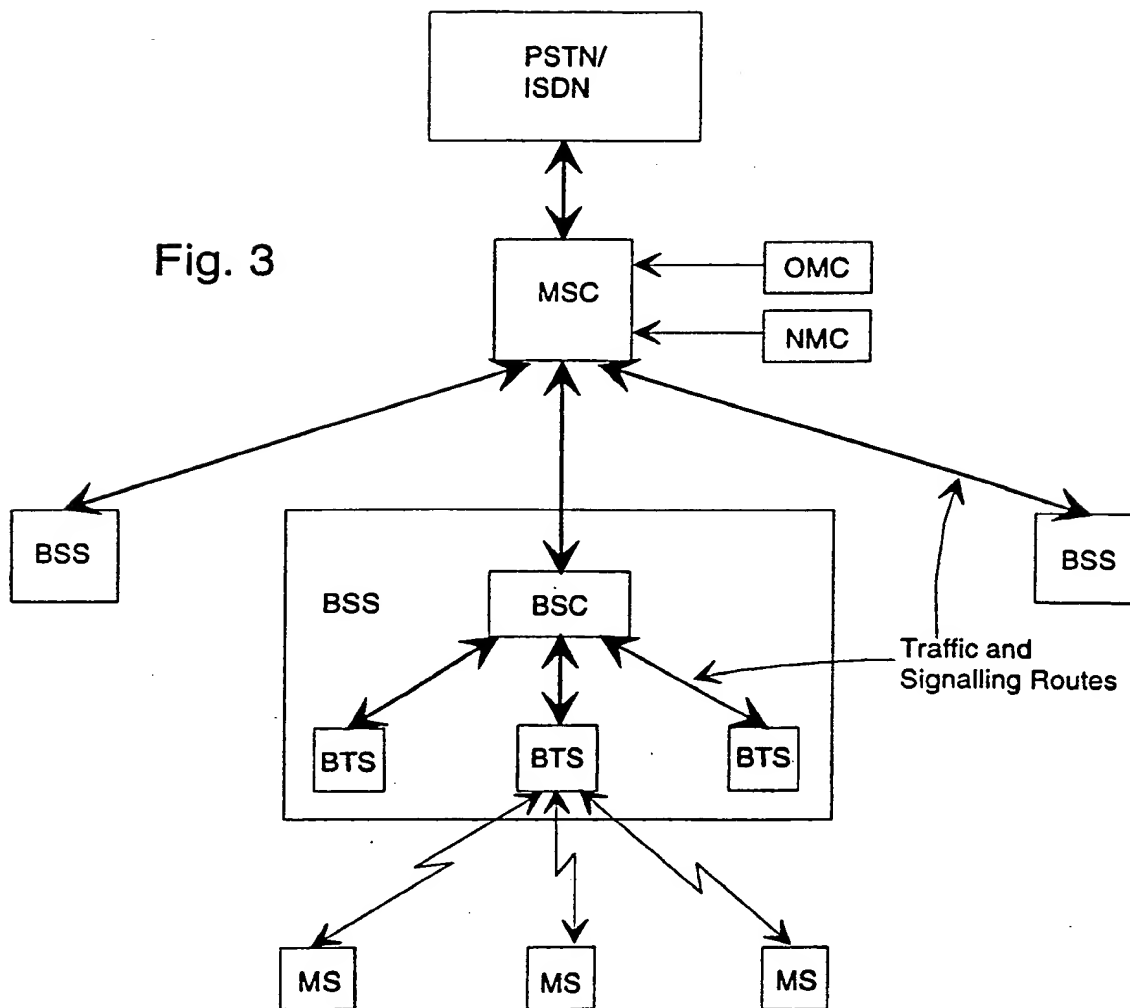 PSTN/
ISDN
Fig. 3
MSC
OMC
NMC
BSS
BSS
BSC
BSS
Traffic and
Signalling Routes
BTS
BTS
BTS
MS
MS
MS